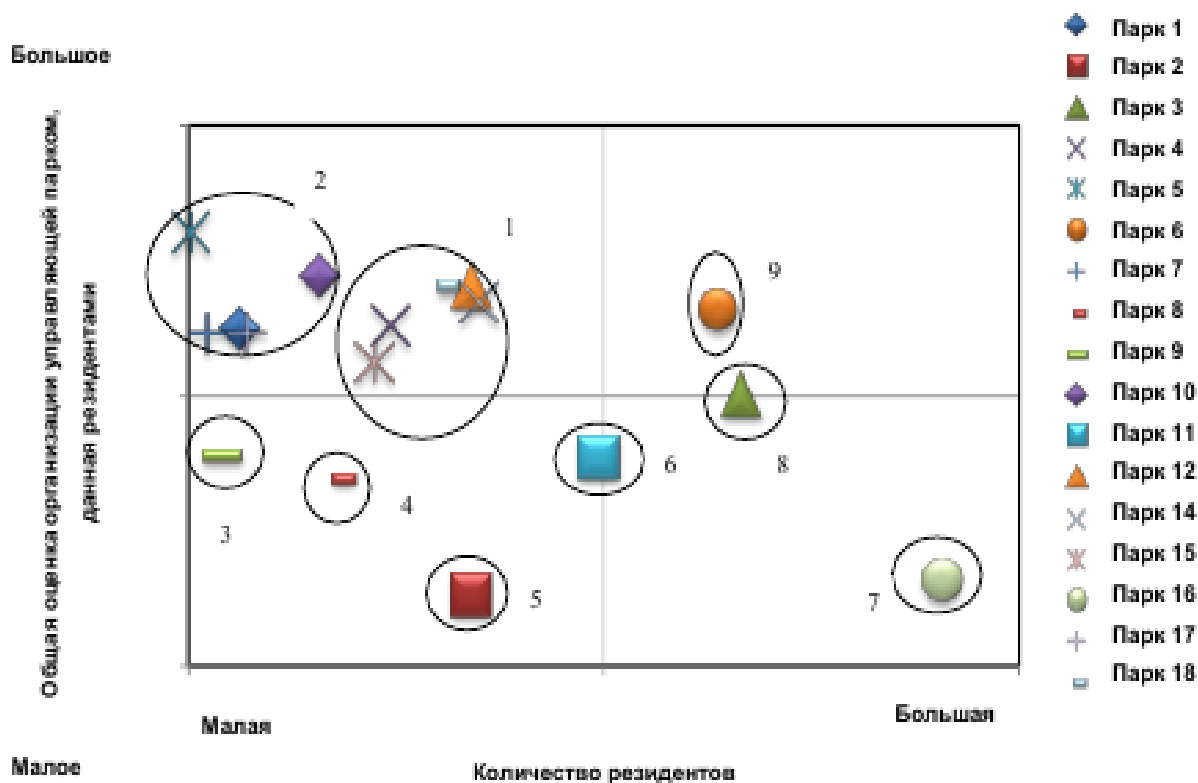 Большое
Общая оценка организации управляющей парком,
данная резидентами
2
1
9
3
4
5
6
8
7
Малая
Большая
Малое
Количество резидентов
Парк 1
Парк 2
Парк 3
Парк 4
Парк 5
Парк 6
Парк 7
Парк 8
Парк 9
Парк 10
Парк 11
Парк 12
Парк 14
Парк 15
Парк 16
Парк 17
Парк 18